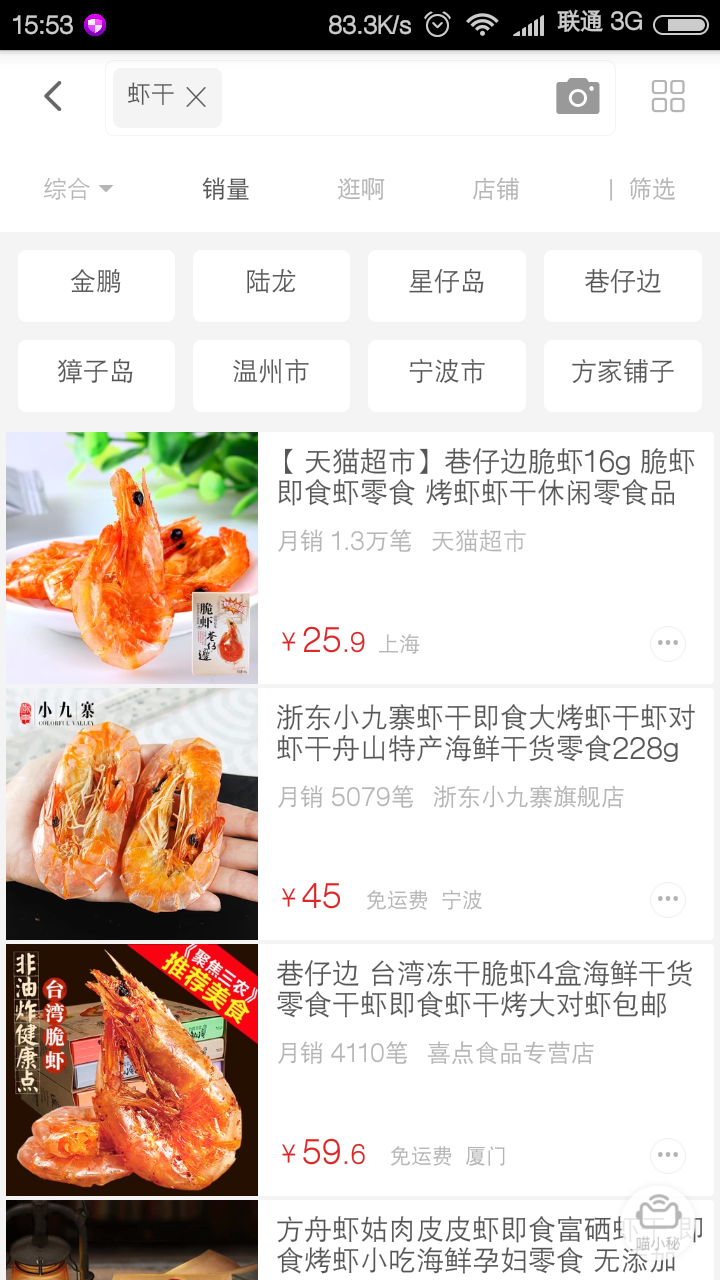 15:53 83.3K/s 联通 3G
虾干
综合 销量 逛啊 店铺 筛选
金鹏 陆龙 星仔岛 巷仔边
獐子岛 温州市 宁波市 方家铺子
【 天猫超市】巷仔边脆虾16g 脆虾
即食虾零食 烤虾虾干休闲零食品
月销 1.3万笔 天猫超市
¥25.9 上海
脆虾
巷仔边
小九寨
COLORFUL VALLEY
浙东小九寨虾干即食大烤虾干虾对
虾干舟山特产海鲜干货零食228g
月销 5079笔 浙东小九寨旗舰店
¥45 免运费 宁波
非油炸健康点
台湾脆虾
《聚焦三农》
推荐美食
巷仔边 台湾冻干脆虾4盒海鲜干货
零食干虾即食虾干烤大对虾包邮
月销 4110笔 喜点食品专营店
¥59.6 免运费 厦门
方舟虾姑肉皮皮虾即食富硒虾 即
食烤虾小吃海鲜孕妇零食 无添加
喵小秘